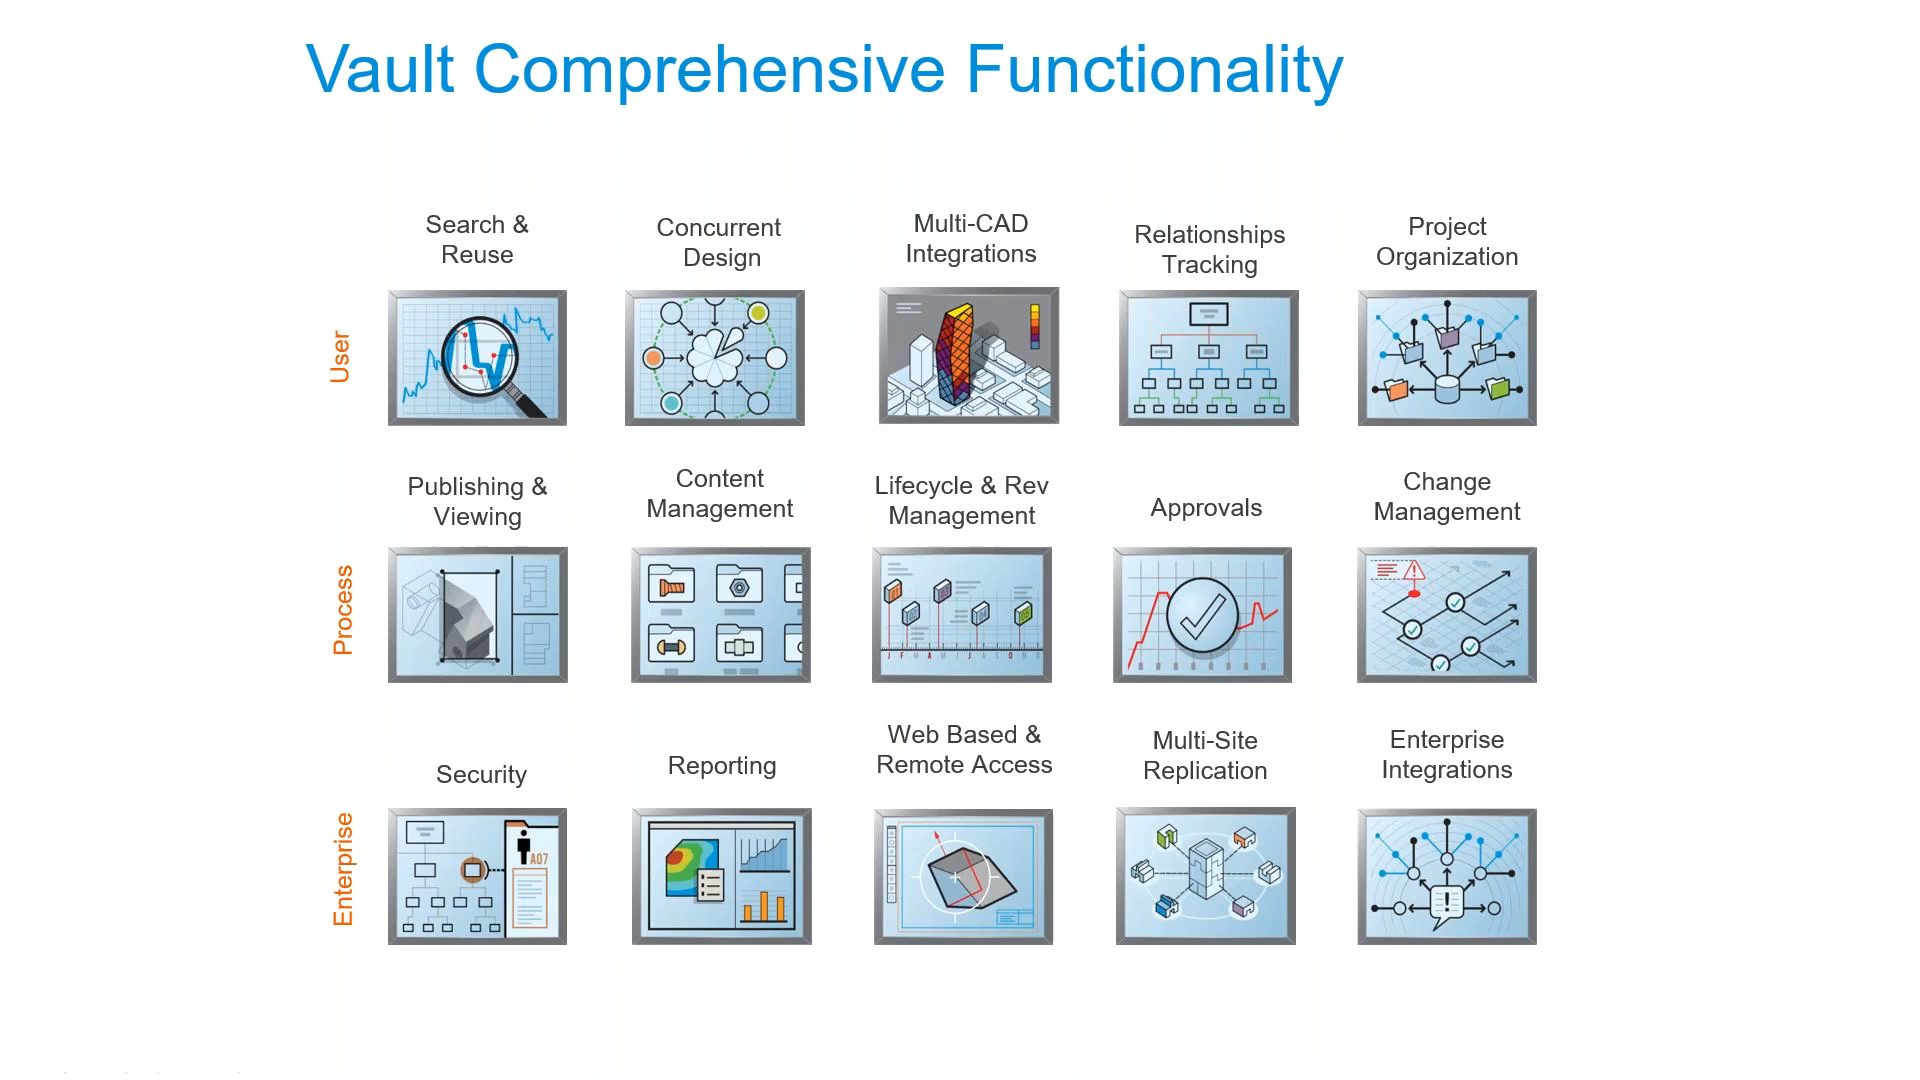 Vault Comprehensive Functionality
User
Search &
Reuse
Concurrent
Design
Multi-CAD
Integrations
Relationships
Tracking
Project
Organization
Process
Publishing &
Viewing
Content
Management
Lifecycle & Rev
Management
J F M A M J J A S O N D
Approvals
Change
Management
!
Enterprise
Security
A07
Reporting
Web Based &
Remote Access
Multi-Site
Replication
Enterprise
Integrations
!